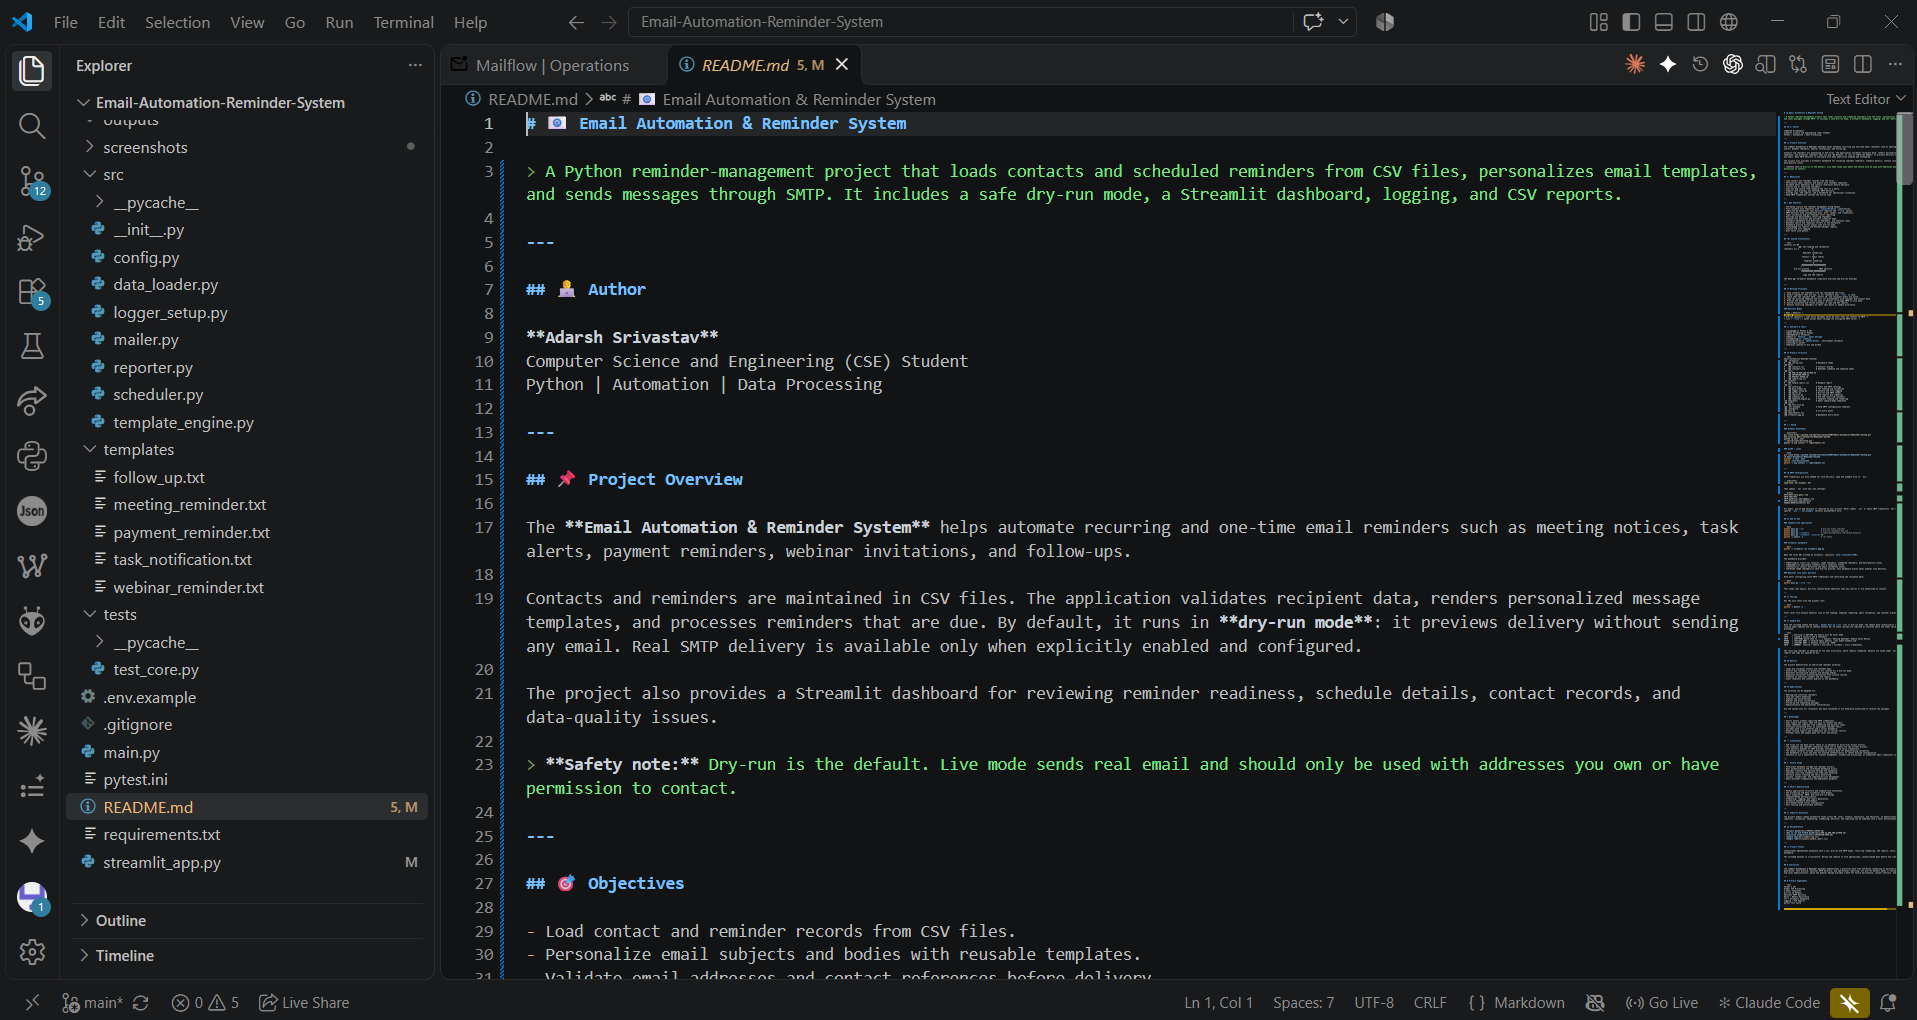 File Edit Selection View Go Run Terminal Help
Email-Automation-Reminder-System
Explorer
Email-Automation-Reminder-System
outputs
screenshots
src
__pycache__
__init__.py
config.py
data_loader.py
logger_setup.py
mailer.py
reporter.py
scheduler.py
template_engine.py
templates
follow_up.txt
meeting_reminder.txt
payment_reminder.txt
task_notification.txt
webinar_reminder.txt
tests
__pycache__
test_core.py
.env.example
.gitignore
main.py
pytest.ini
README.md 5, M
requirements.txt
streamlit_app.py M
Outline
Timeline
12
5
Json
1
Mailflow | Operations
README.md 5, M
README.md > abc # Email Automation & Reminder System
Text Editor
1 # 📧 Email Automation & Reminder System
2
3 > A Python reminder-management project that loads contacts and scheduled reminders from CSV files, personalizes email templates,
and sends messages through SMTP. It includes a safe dry-run mode, a Streamlit dashboard, logging, and CSV reports.
4
5 ---
6
7 ## 👨‍💻 Author
8
9 **Adarsh Srivastav**
10 Computer Science and Engineering (CSE) Student
11 Python | Automation | Data Processing
12
13 ---
14
15 ## 📌 Project Overview
16
17 The **Email Automation & Reminder System** helps automate recurring and one-time email reminders such as meeting notices, task
alerts, payment reminders, webinar invitations, and follow-ups.
18
19 Contacts and reminders are maintained in CSV files. The application validates recipient data, renders personalized message
templates, and processes reminders that are due. By default, it runs in **dry-run mode**: it previews delivery without sending
any email. Real SMTP delivery is available only when explicitly enabled and configured.
20
21 The project also provides a Streamlit dashboard for reviewing reminder readiness, schedule details, contact records, and
data-quality issues.
22
23 > **Safety note:** Dry-run is the default. Live mode sends real email and should only be used with addresses you own or have
permission to contact.
24
25 ---
26
27 ## 🎯 Objectives
28
29 - Load contact and reminder records from CSV files.
30 - Personalize email subjects and bodies with reusable templates.
31 - Validate email addresses and contact references before delivery.
main* 0 5 Live Share
Ln 1, Col 1 Spaces: 7 UTF-8 CRLF { } Markdown Go Live Claude Code